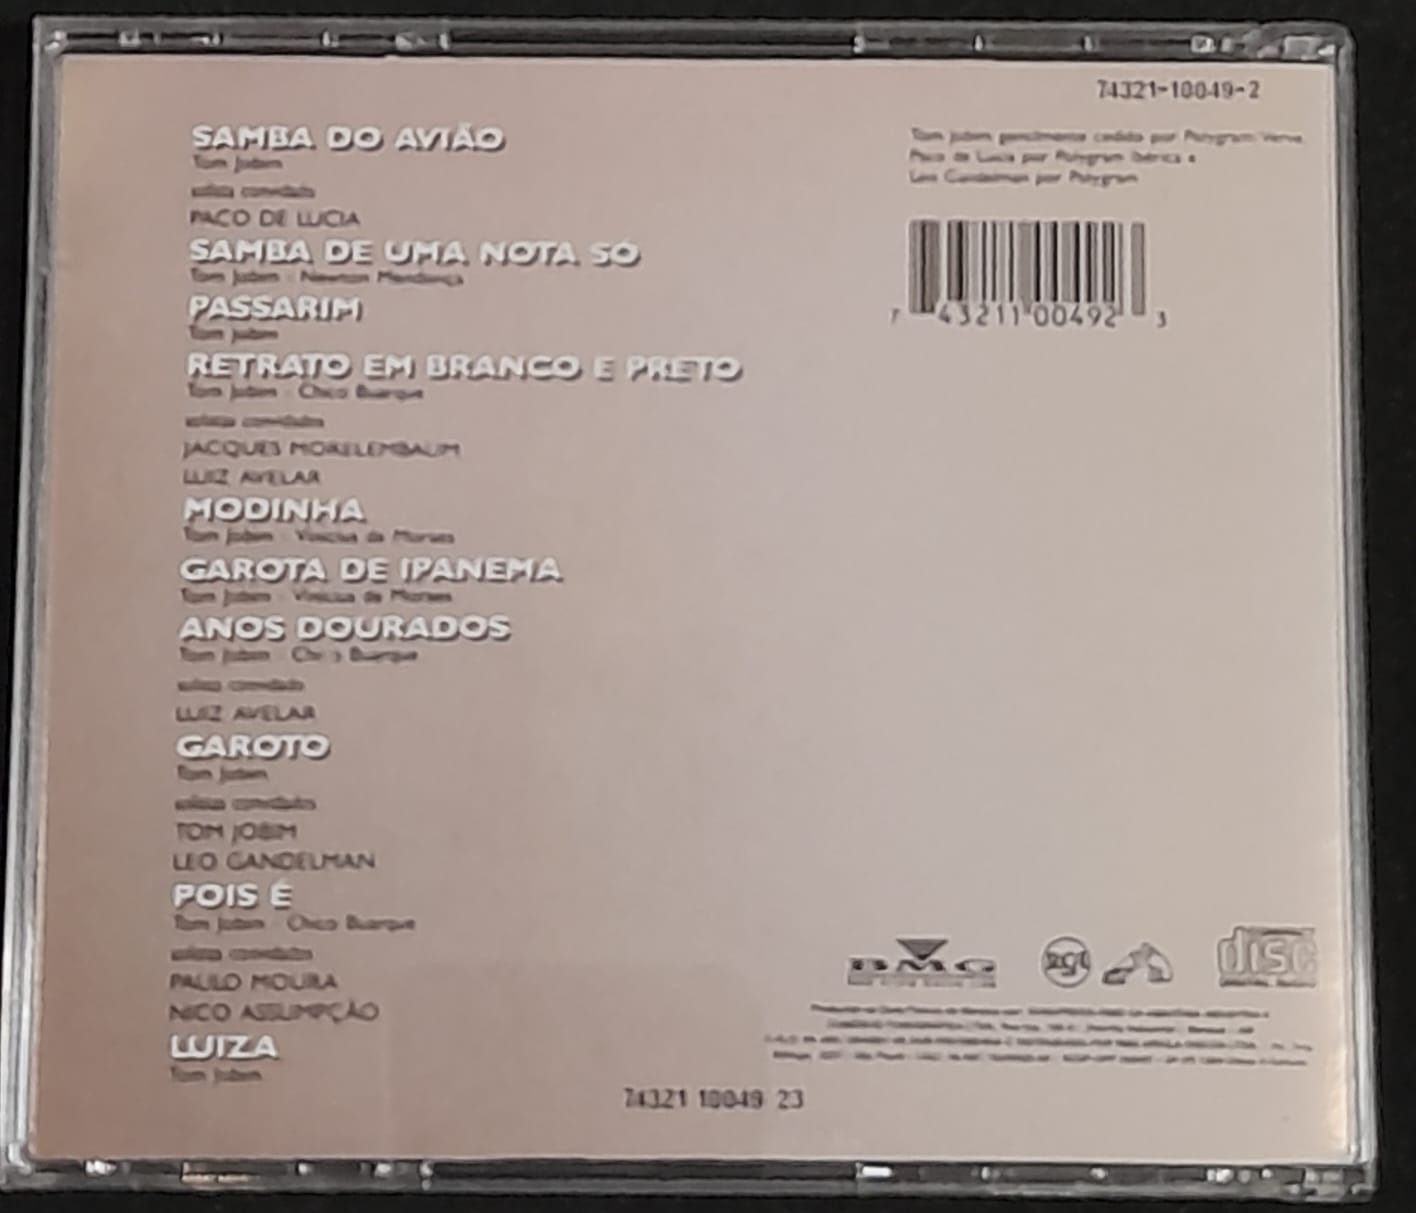 74321-10049-2
SAMBA DO AVIÃO
Tom Jobim
solista convidado
PACO DE LUCIA
SAMBA DE UMA NOTA SÓ
Tom Jobim - Newton Mendonça
PASSARIM
Tom Jobim
RETRATO EM BRANCO E PRETO
Tom Jobim - Chico Buarque
solistas convidados
JACQUES MORELEMBAUM
LUIZ AVELAR
MODINHA
Tom Jobim - Vinicius de Moraes
GAROTA DE IPANEMA
Tom Jobim - Vinicius de Moraes
ANOS DOURADOS
Tom Jobim - Chico Buarque
solista convidado
LUIZ AVELAR
GAROTO
Tom Jobim
solistas convidados
TOM JOBIM
LEO GANDELMAN
POIS É
Tom Jobim - Chico Buarque
solistas convidados
PAULO MOURA
NICO ASSUMPÇÃO
LUIZA
Tom Jobim
Tom Jobim gentilmente cedido por Polygram Verve
Paco de Lucia por Polygram Ibérica e
Leo Gandelman por Polygram
7 43211 00492 3
BMG
disc
74321 10049 23